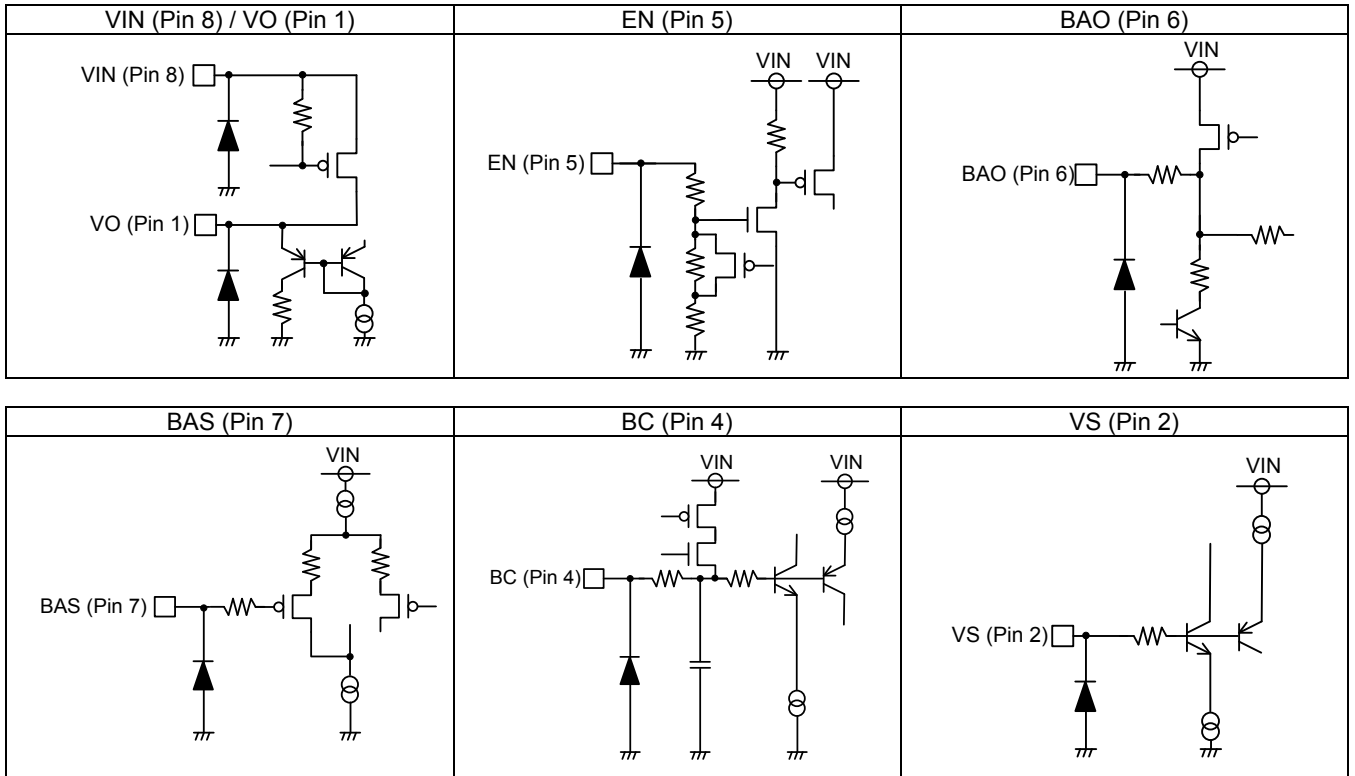 VIN (Pin 8) / VO (Pin 1)
EN (Pin 5)
BAO (Pin 6)
VIN (Pin 8)
VO (Pin 1)
VIN VIN
EN (Pin 5)
VIN
BAO (Pin 6)
BAS (Pin 7)
BC (Pin 4)
VS (Pin 2)
VIN
BAS (Pin 7)
VIN VIN
BC (Pin 4)
VIN
VS (Pin 2)